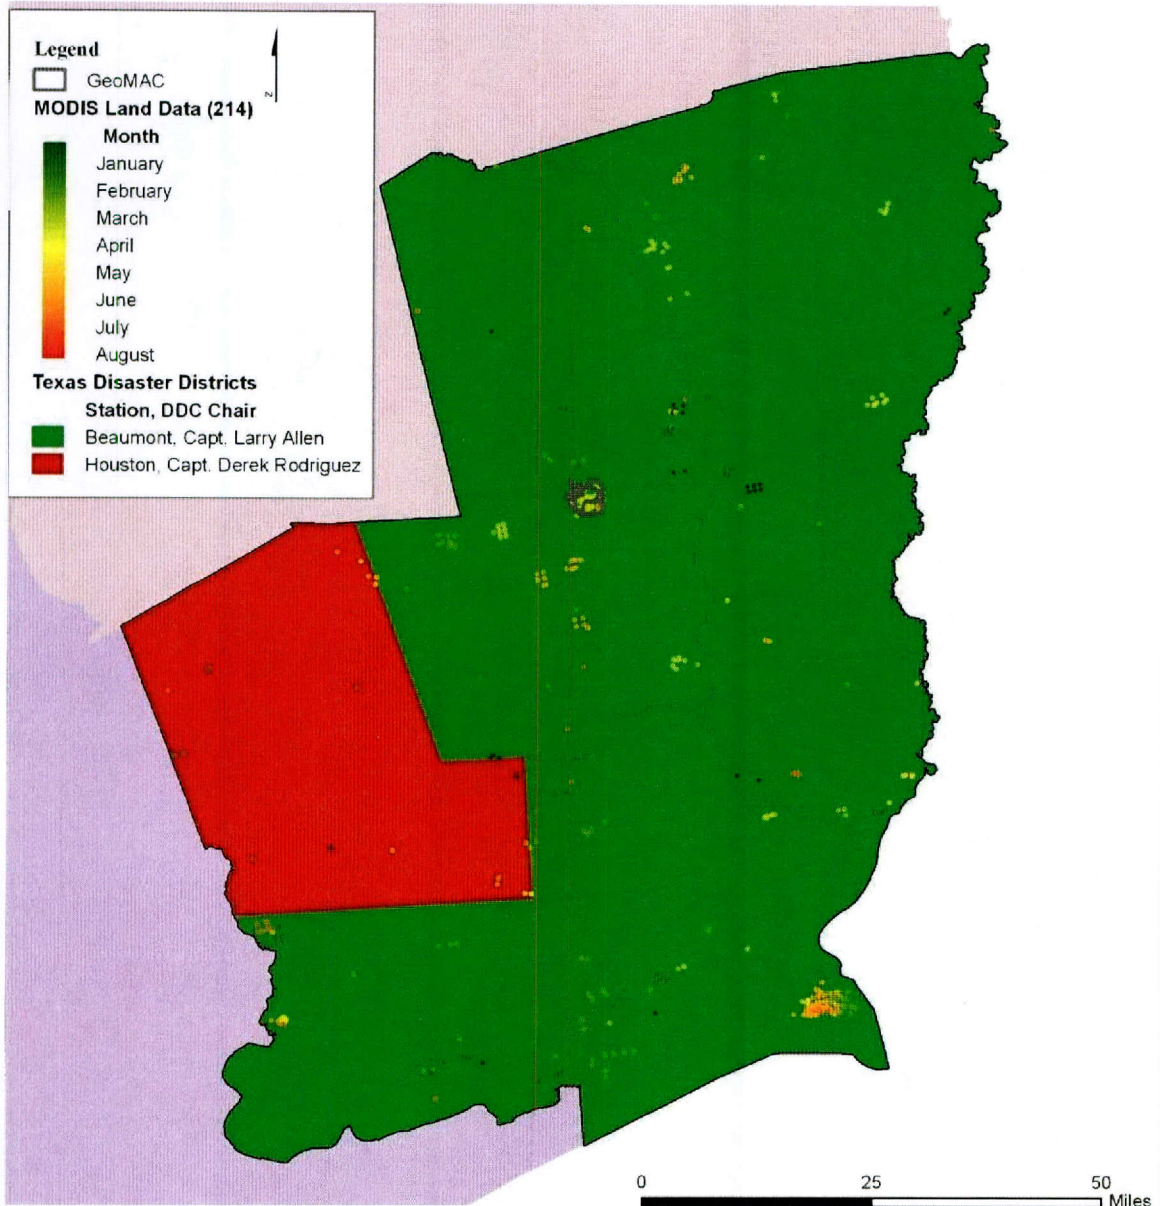 Legend
GeoMAC
N
MODIS Land Data (214)
Month
January
February
March
April
May
June
July
August
Texas Disaster Districts
Station, DDC Chair
Beaumont, Capt. Larry Allen
Houston, Capt. Derek Rodriguez
0 25 50
Miles